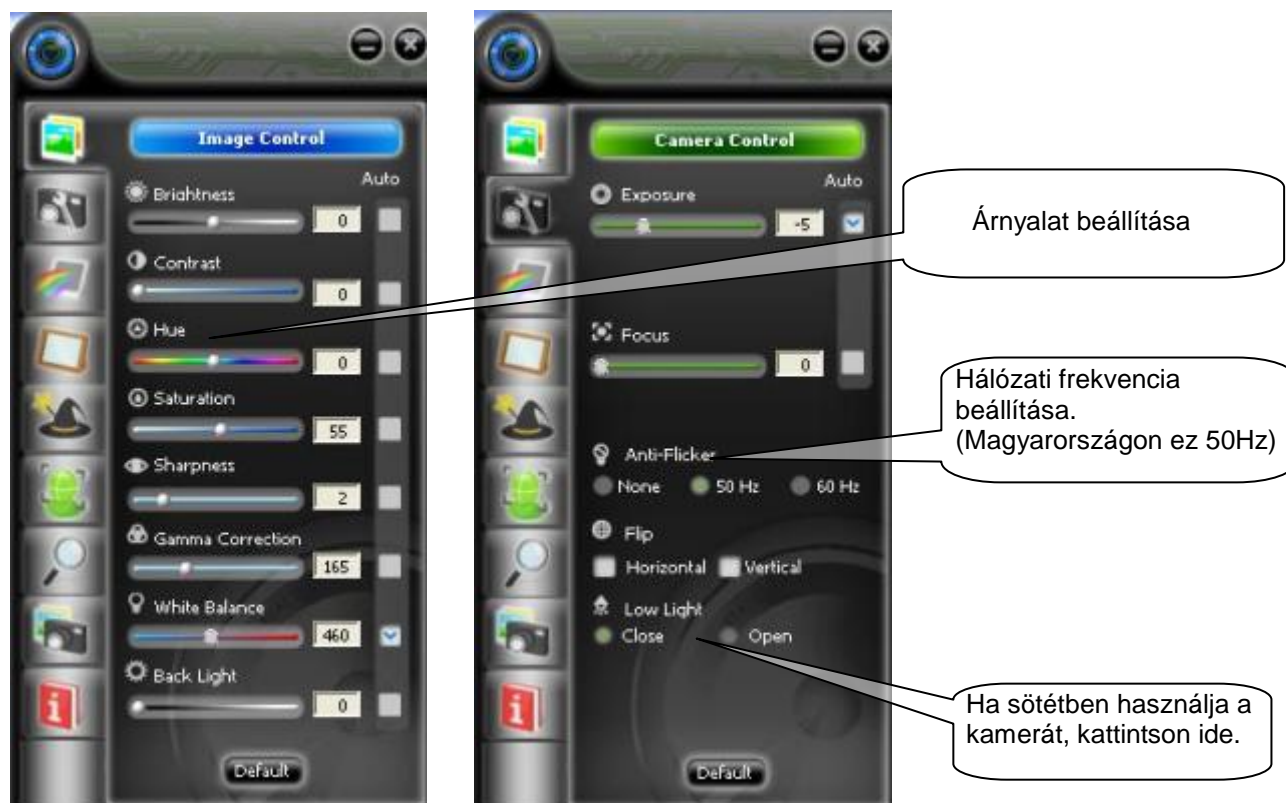 Image Control
Auto
Brightness
0
Contrast
0
Hue
0
Saturation
55
Sharpness
2
Gamma Correction
165
White Balance
460
Back Light
0
Default
Camera Control
Auto
Exposure
-5
Focus
0
Anti-Flicker
None 50 Hz 60 Hz
Flip
Horizontal Vertical
Low Light
Close Open
Default
Árnyalat beállítása
Hálózati frekvencia
beállítása.
(Magyarországon ez 50Hz)
Ha sötétben használja a
kamerát, kattintson ide.